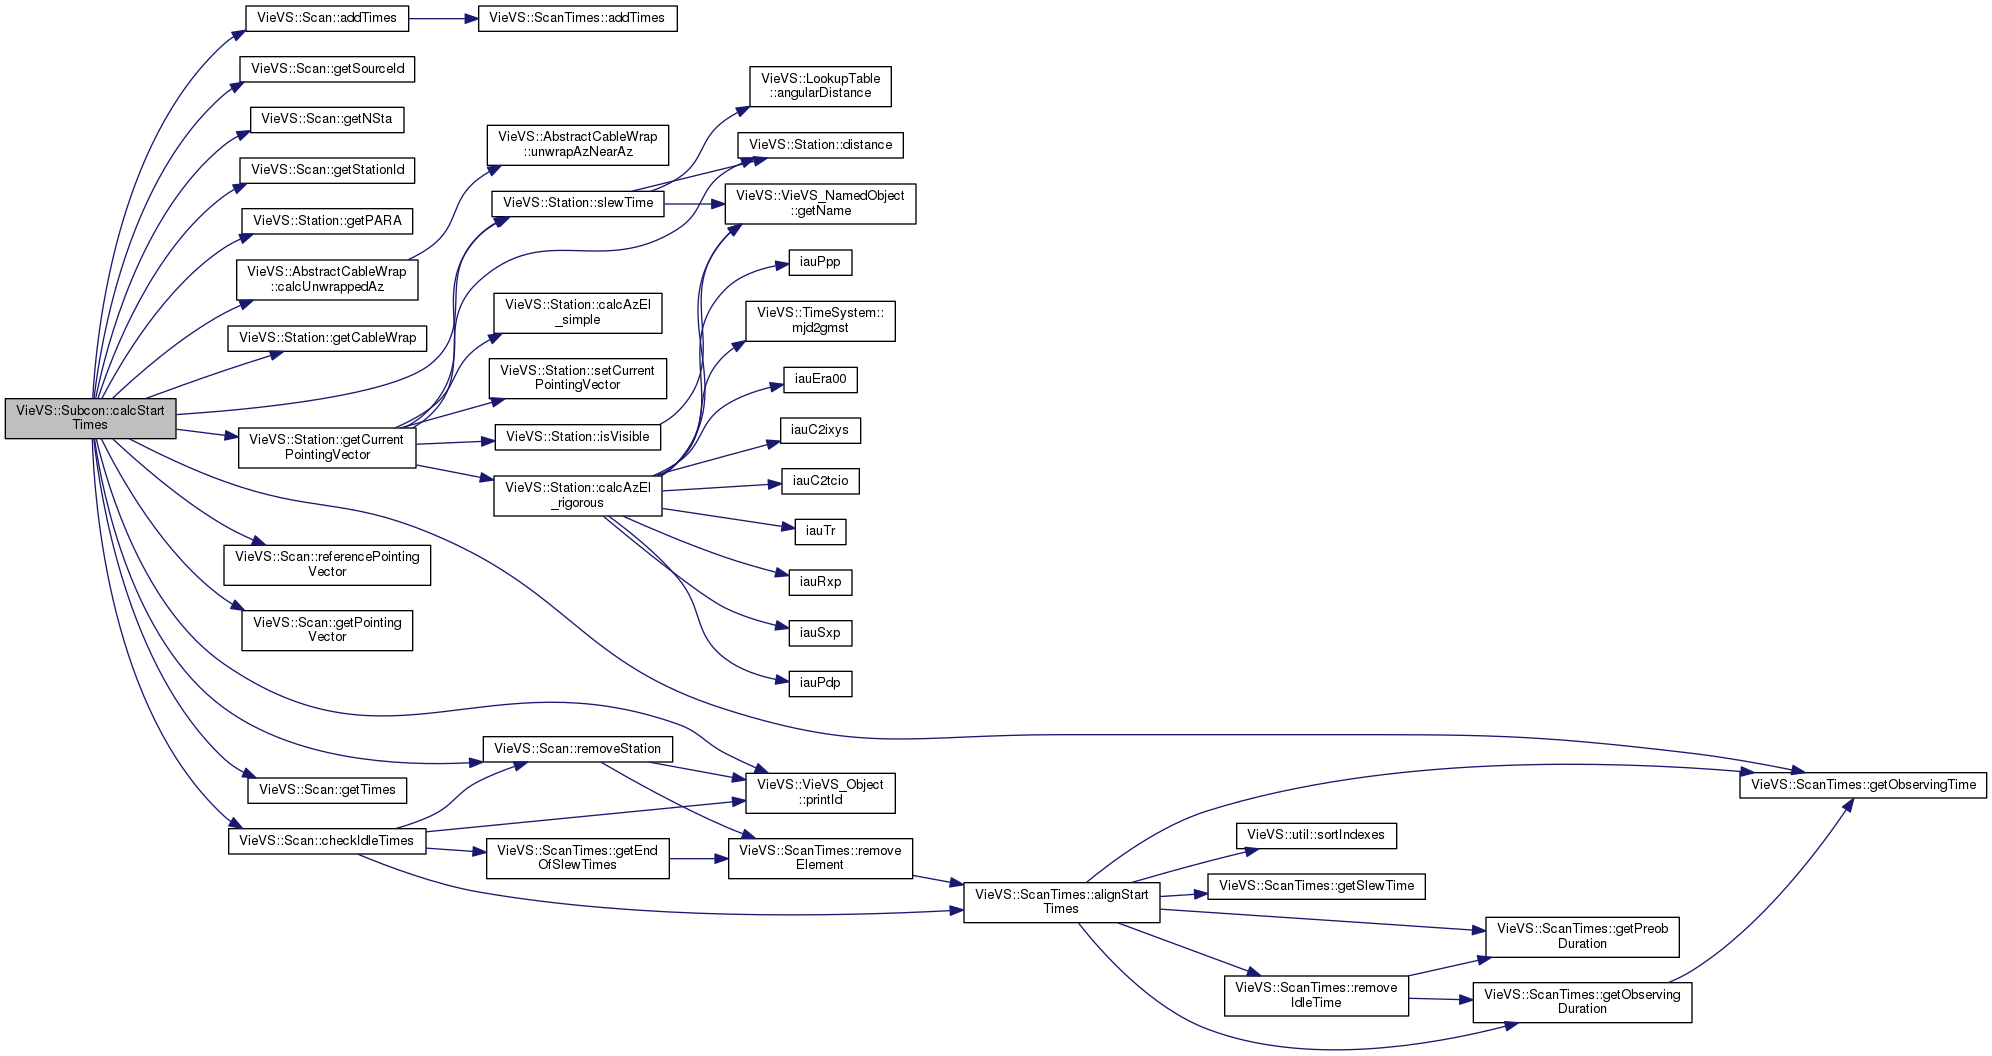 VieVS::Subcon::calcStart
Times
VieVS::Scan::addTimes
VieVS::Scan::getSourceId
VieVS::Scan::getNSta
VieVS::Scan::getStationId
VieVS::Station::getPARA
VieVS::AbstractCableWrap
::calcUnwrappedAz
VieVS::Station::getCableWrap
VieVS::Station::getCurrent
PointingVector
VieVS::Scan::referencePointing
Vector
VieVS::Scan::getPointing
Vector
VieVS::Scan::getTimes
VieVS::Scan::checkIdleTimes
VieVS::ScanTimes::addTimes
VieVS::AbstractCableWrap
::unwrapAzNearAz
VieVS::Station::slewTime
VieVS::Station::calcAzEl
_simple
VieVS::Station::setCurrent
PointingVector
VieVS::Station::isVisible
VieVS::Station::calcAzEl
_rigorous
VieVS::Scan::removeStation
VieVS::ScanTimes::getEnd
OfSlewTimes
VieVS::LookupTable
::angularDistance
VieVS::Station::distance
VieVS::VieVS_NamedObject
::getName
iauPpp
VieVS::TimeSystem::
mjd2gmst
iauEra00
iauC2ixys
iauC2tcio
iauTr
iauRxp
iauSxp
iauPdp
VieVS::VieVS_Object
::printId
VieVS::ScanTimes::remove
Element
VieVS::ScanTimes::alignStart
Times
VieVS::util::sortIndexes
VieVS::ScanTimes::getSlewTime
VieVS::ScanTimes::remove
IdleTime
VieVS::ScanTimes::getPreob
Duration
VieVS::ScanTimes::getObserving
Duration
VieVS::ScanTimes::getObservingTime